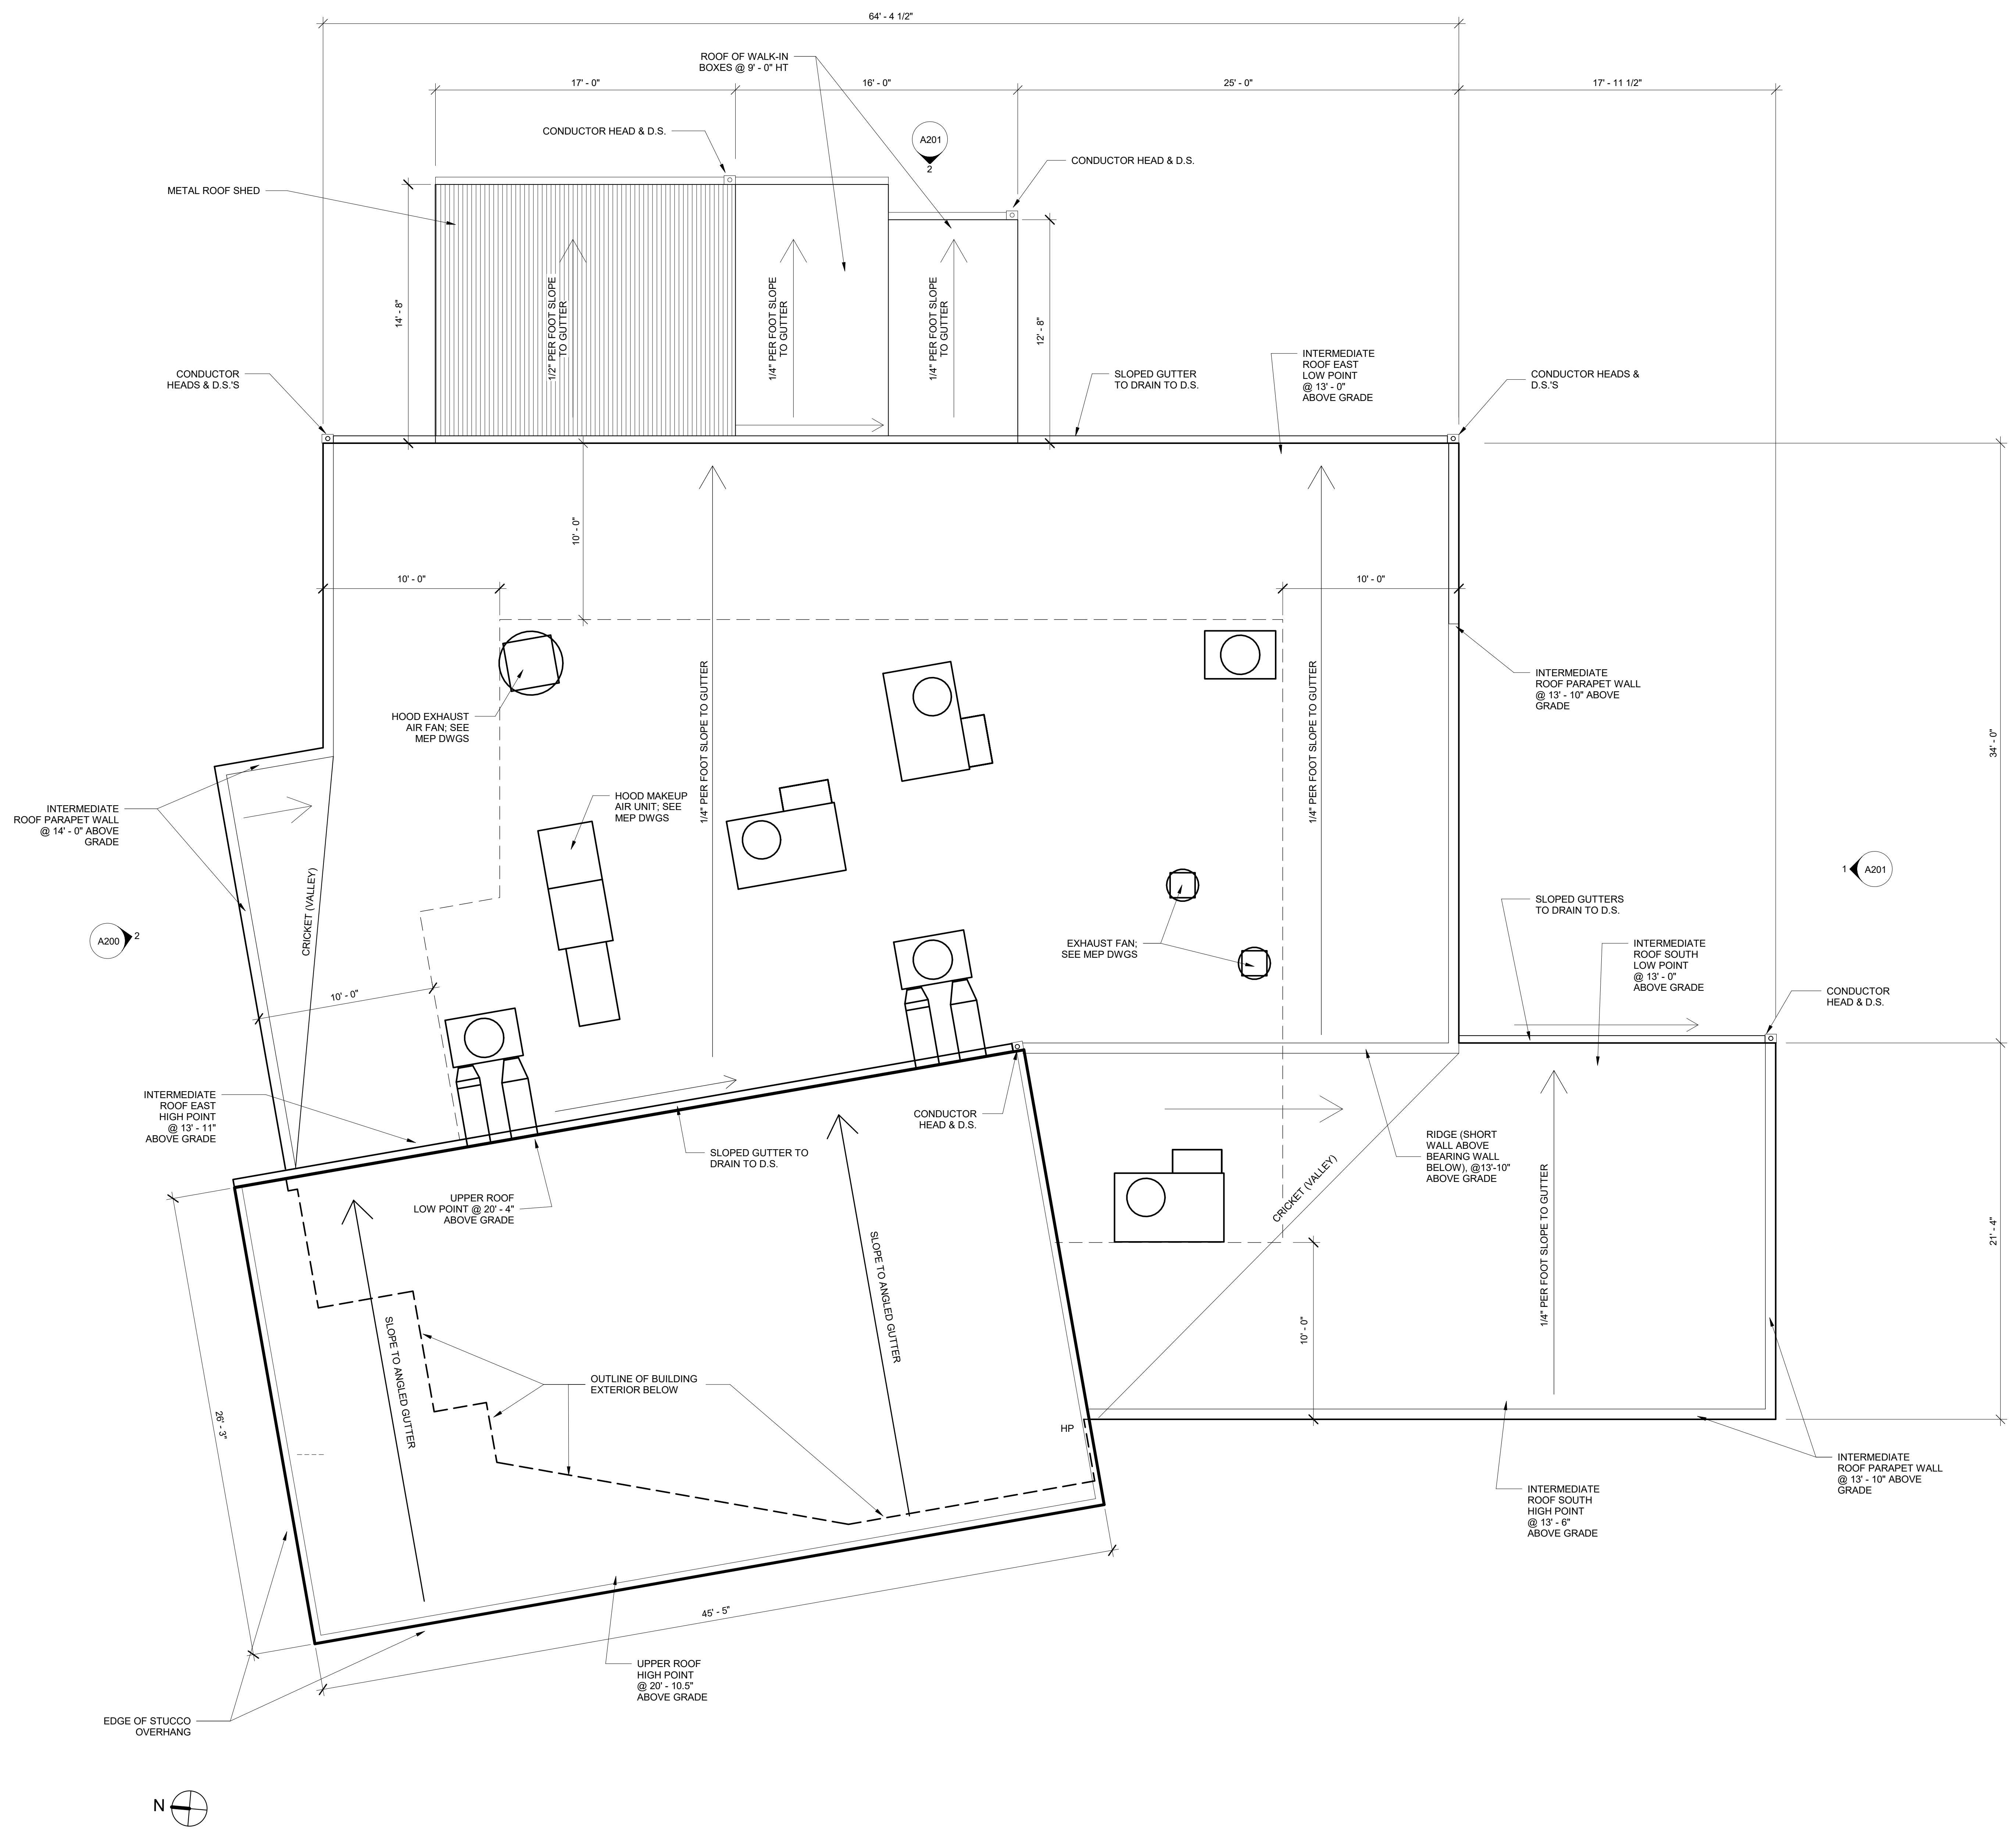 64' - 4 1/2"
ROOF OF WALK-IN
BOXES @ 9' - 0" HT
17' - 0"
16' - 0"
25' - 0"
17' - 11 1/2"
CONDUCTOR HEAD & D.S.
A201
2
CONDUCTOR HEAD & D.S.
METAL ROOF SHED
14' - 8"
1/2" PER FOOT SLOPE
TO GUTTER
1/4" PER FOOT SLOPE
TO GUTTER
1/4" PER FOOT SLOPE
TO GUTTER
12' - 8"
CONDUCTOR
HEADS & D.S.'S
SLOPED GUTTER
TO DRAIN TO D.S.
INTERMEDIATE
ROOF EAST
LOW POINT
@ 13' - 0"
ABOVE GRADE
CONDUCTOR HEADS &
D.S.'S
10' - 0"
10' - 0"
10' - 0"
HOOD EXHAUST
AIR FAN; SEE
MEP DWGS
1/4" PER FOOT SLOPE TO GUTTER
1/4" PER FOOT SLOPE TO GUTTER
INTERMEDIATE
ROOF PARAPET WALL
@ 13' - 10" ABOVE
GRADE
34' - 0"
INTERMEDIATE
ROOF PARAPET WALL
@ 14' - 0" ABOVE
GRADE
HOOD MAKEUP
AIR UNIT; SEE
MEP DWGS
CRICKET (VALLEY)
A200
2
1
A201
10' - 0"
EXHAUST FAN;
SEE MEP DWGS
SLOPED GUTTERS
TO DRAIN TO D.S.
INTERMEDIATE
ROOF SOUTH
LOW POINT
@ 13' - 0"
ABOVE GRADE
CONDUCTOR
HEAD & D.S.
INTERMEDIATE
ROOF EAST
HIGH POINT
@ 13' - 11"
ABOVE GRADE
CONDUCTOR
HEAD & D.S.
SLOPED GUTTER TO
DRAIN TO D.S.
UPPER ROOF
LOW POINT @ 20' - 4"
ABOVE GRADE
RIDGE (SHORT
WALL ABOVE
BEARING WALL
BELOW), @13'-10"
ABOVE GRADE
CRICKET (VALLEY)
1/4" PER FOOT SLOPE TO GUTTER
21' - 4"
SLOPE TO ANGLED GUTTER
SLOPE TO ANGLED GUTTER
10' - 0"
OUTLINE OF BUILDING
EXTERIOR BELOW
HP
26' - 3"
INTERMEDIATE
ROOF PARAPET WALL
@ 13' - 10" ABOVE
GRADE
INTERMEDIATE
ROOF SOUTH
HIGH POINT
@ 13' - 6"
ABOVE GRADE
45' - 5"
UPPER ROOF
HIGH POINT
@ 20' - 10.5"
ABOVE GRADE
EDGE OF STUCCO
OVERHANG
N